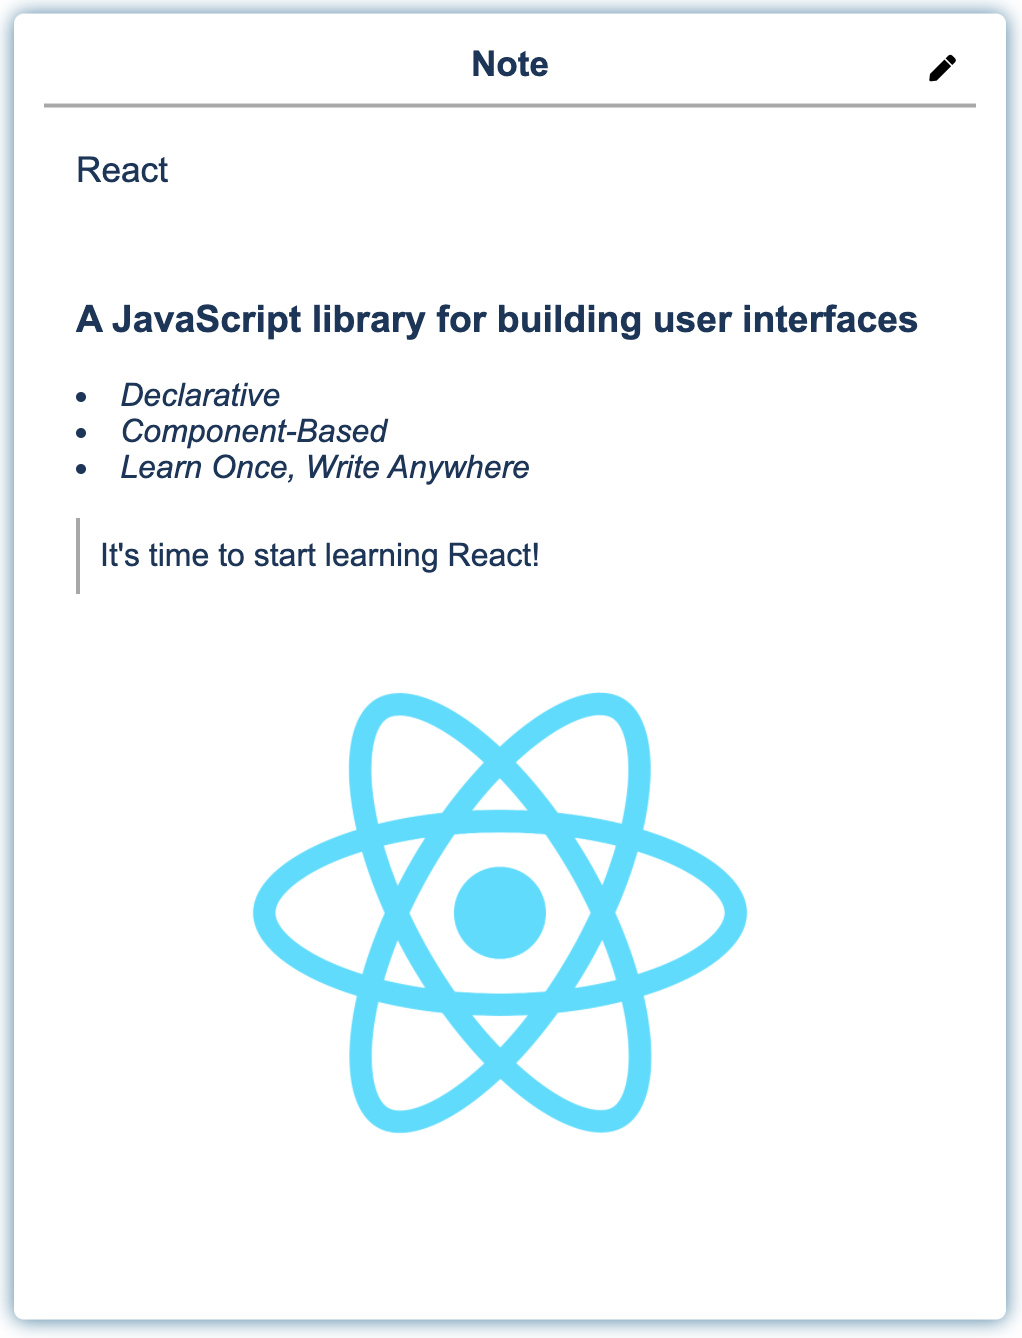 Note
React
A JavaScript library for building user interfaces
• Declarative
• Component-Based
• Learn Once, Write Anywhere
It's time to start learning React!